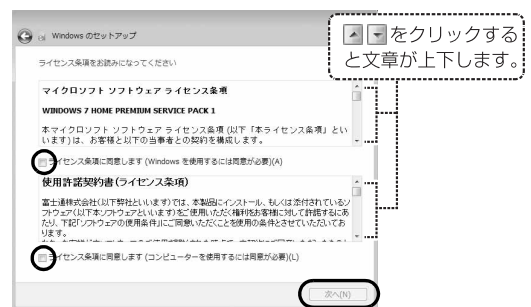 Windows のセットアップ
をクリックする
と文章が上下します。
ライセンス条項をお読みになってください
マイクロソフト ソフトウェア ライセンス条項
WINDOWS 7 HOME PREMIUM SERVICE PACK 1
本マイクロソフト ソフトウェア ライセンス条項 (以下「本ライセンス条項」とい
います) は、お客様と以下の当事者との契約を構成します。
ライセンス条項に同意します (Windows を使用するには同意が必要)(A)
使用許諾契約書(ライセンス条項)
富士通株式会社(以下弊社といいます)では、本製品にインストール、もしくは添付されているソ
フトウェア(以下本ソフトウェアといいます)をご使用いただく権利をお客様に対して許諾するにあ
たり、下記「ソフトウェアの使用条件」にご同意いただくことを使用の条件とさせていただいてお
ります。
ライセンス条項に同意します (コンピューターを使用するには同意が必要)(L)
次へ(N)